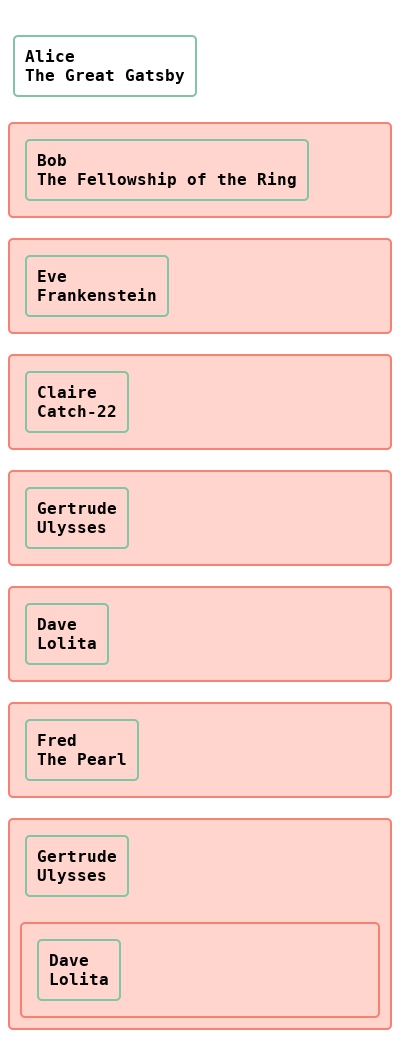 Alice
The Great Gatsby
Bob
The Fellowship of the Ring
Eve
Frankenstein
Claire
Catch-22
Gertrude
Ulysses
Dave
Lolita
Fred
The Pearl
Gertrude
Ulysses
Dave
Lolita